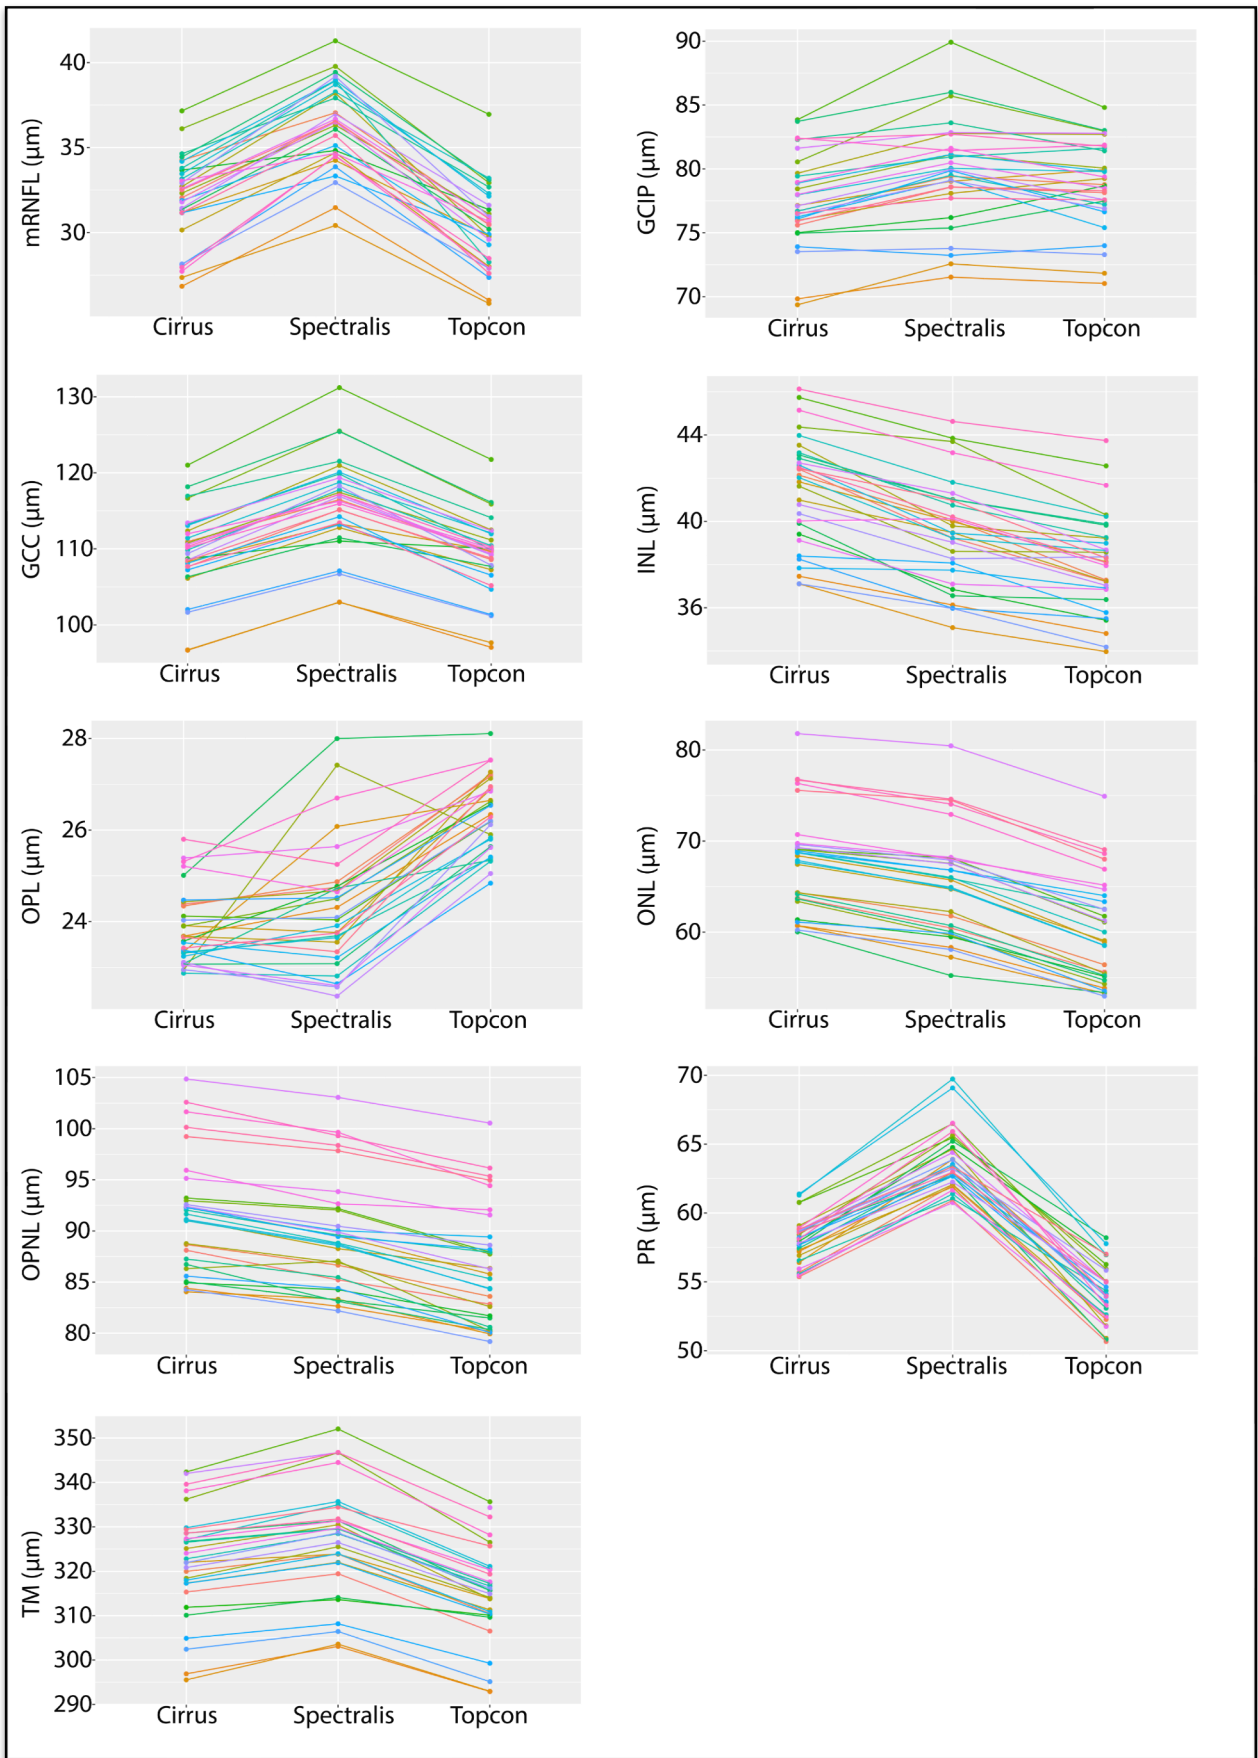 mRNFL (µm)
40
35
30
Cirrus Spectralis Topcon
GCIP (µm)
90
85
80
75
70
Cirrus Spectralis Topcon
GCC (µm)
130
120
110
100
Cirrus Spectralis Topcon
INL (µm)
44
40
36
Cirrus Spectralis Topcon
OPL (µm)
28
26
24
Cirrus Spectralis Topcon
ONL (µm)
80
70
60
Cirrus Spectralis Topcon
OPNL (µm)
105
100
95
90
85
80
Cirrus Spectralis Topcon
PR (µm)
70
65
60
55
50
Cirrus Spectralis Topcon
TM (µm)
350
340
330
320
310
300
290
Cirrus Spectralis Topcon